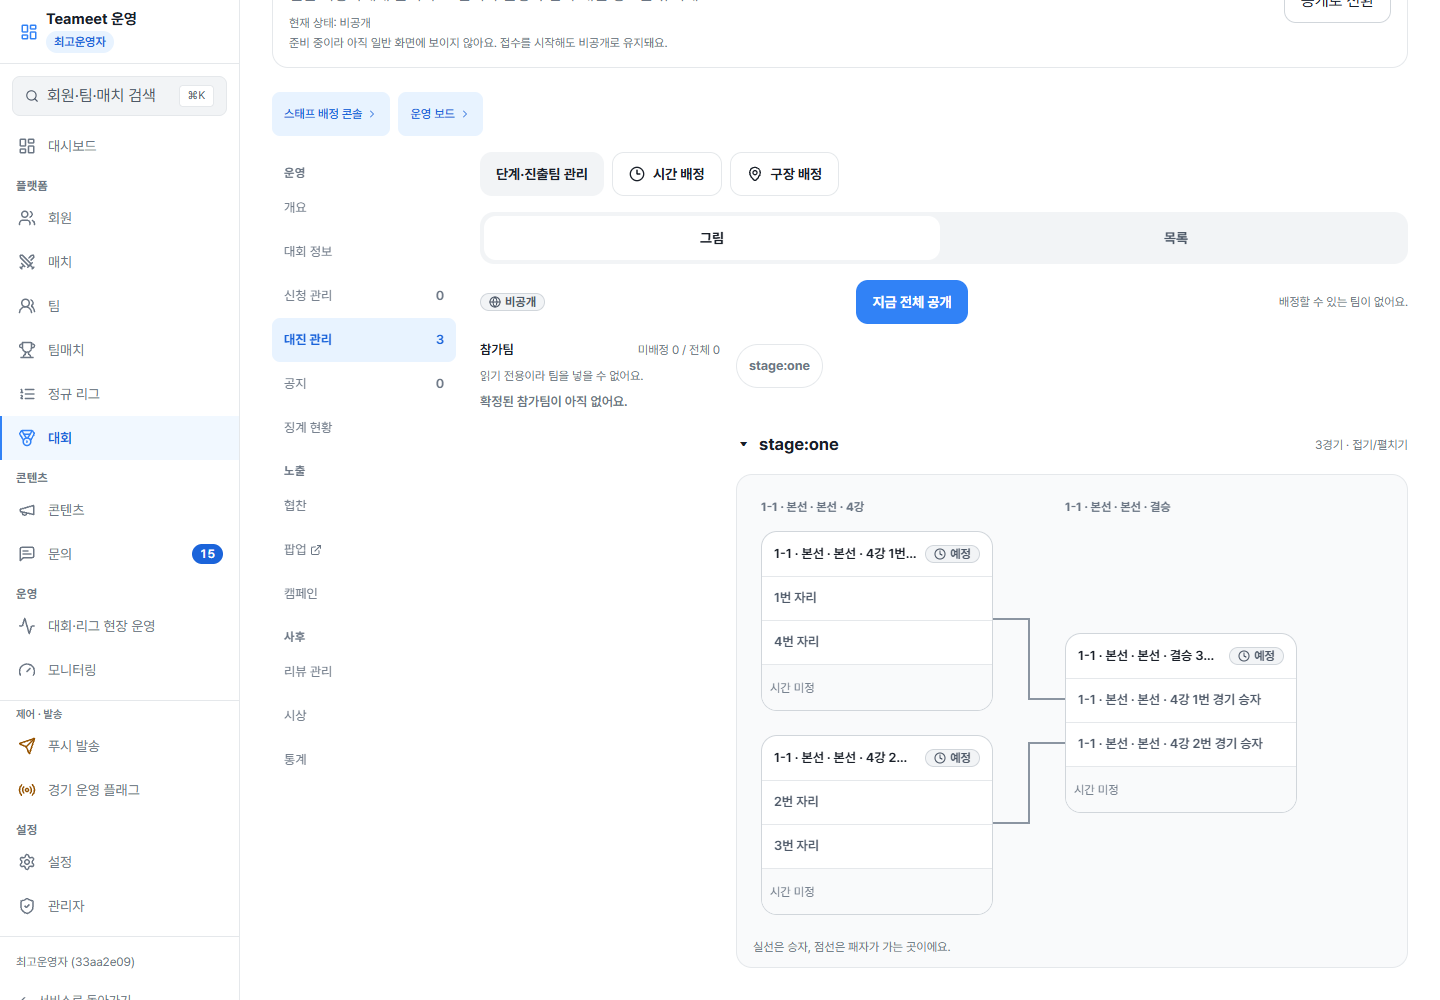 Teameet 운영
최고운영자
회원·팀·매치 검색
⌘K
대시보드
플랫폼
회원
매치
팀
팀매치
정규 리그
대회
콘텐츠
콘텐츠
문의
15
운영
대회·리그 현장 운영
모니터링
제어 · 발송
푸시 발송
경기 운영 플래그
설정
설정
관리자
최고운영자 (33aa2e09)
현재 상태: 비공개
준비 중이라 아직 일반 화면에 보이지 않아요. 접수를 시작해도 비공개로 유지돼요.
스태프 배정 콘솔
운영 보드
운영
개요
대회 정보
신청 관리 0
대진 관리 3
공지 0
징계 현황
노출
협찬
팝업
캠페인
사후
리뷰 관리
시상
통계
단계·진출팀 관리
시간 배정
구장 배정
그림
목록
비공개
지금 전체 공개
배정할 수 있는 팀이 없어요.
참가팀
미배정 0 / 전체 0
읽기 전용이라 팀을 넣을 수 없어요.
확정된 참가팀이 아직 없어요.
stage:one
stage:one
3경기 · 접기/펼치기
1-1 · 본선 · 본선 · 4강
1-1 · 본선 · 본선 · 결승
1-1 · 본선 · 본선 · 4강 1번...
예정
1번 자리
4번 자리
시간 미정
1-1 · 본선 · 본선 · 4강 2...
예정
2번 자리
3번 자리
시간 미정
1-1 · 본선 · 본선 · 결승 3...
예정
1-1 · 본선 · 본선 · 4강 1번 경기 승자
1-1 · 본선 · 본선 · 4강 2번 경기 승자
시간 미정
실선은 승자, 점선은 패자가 가는 곳이에요.